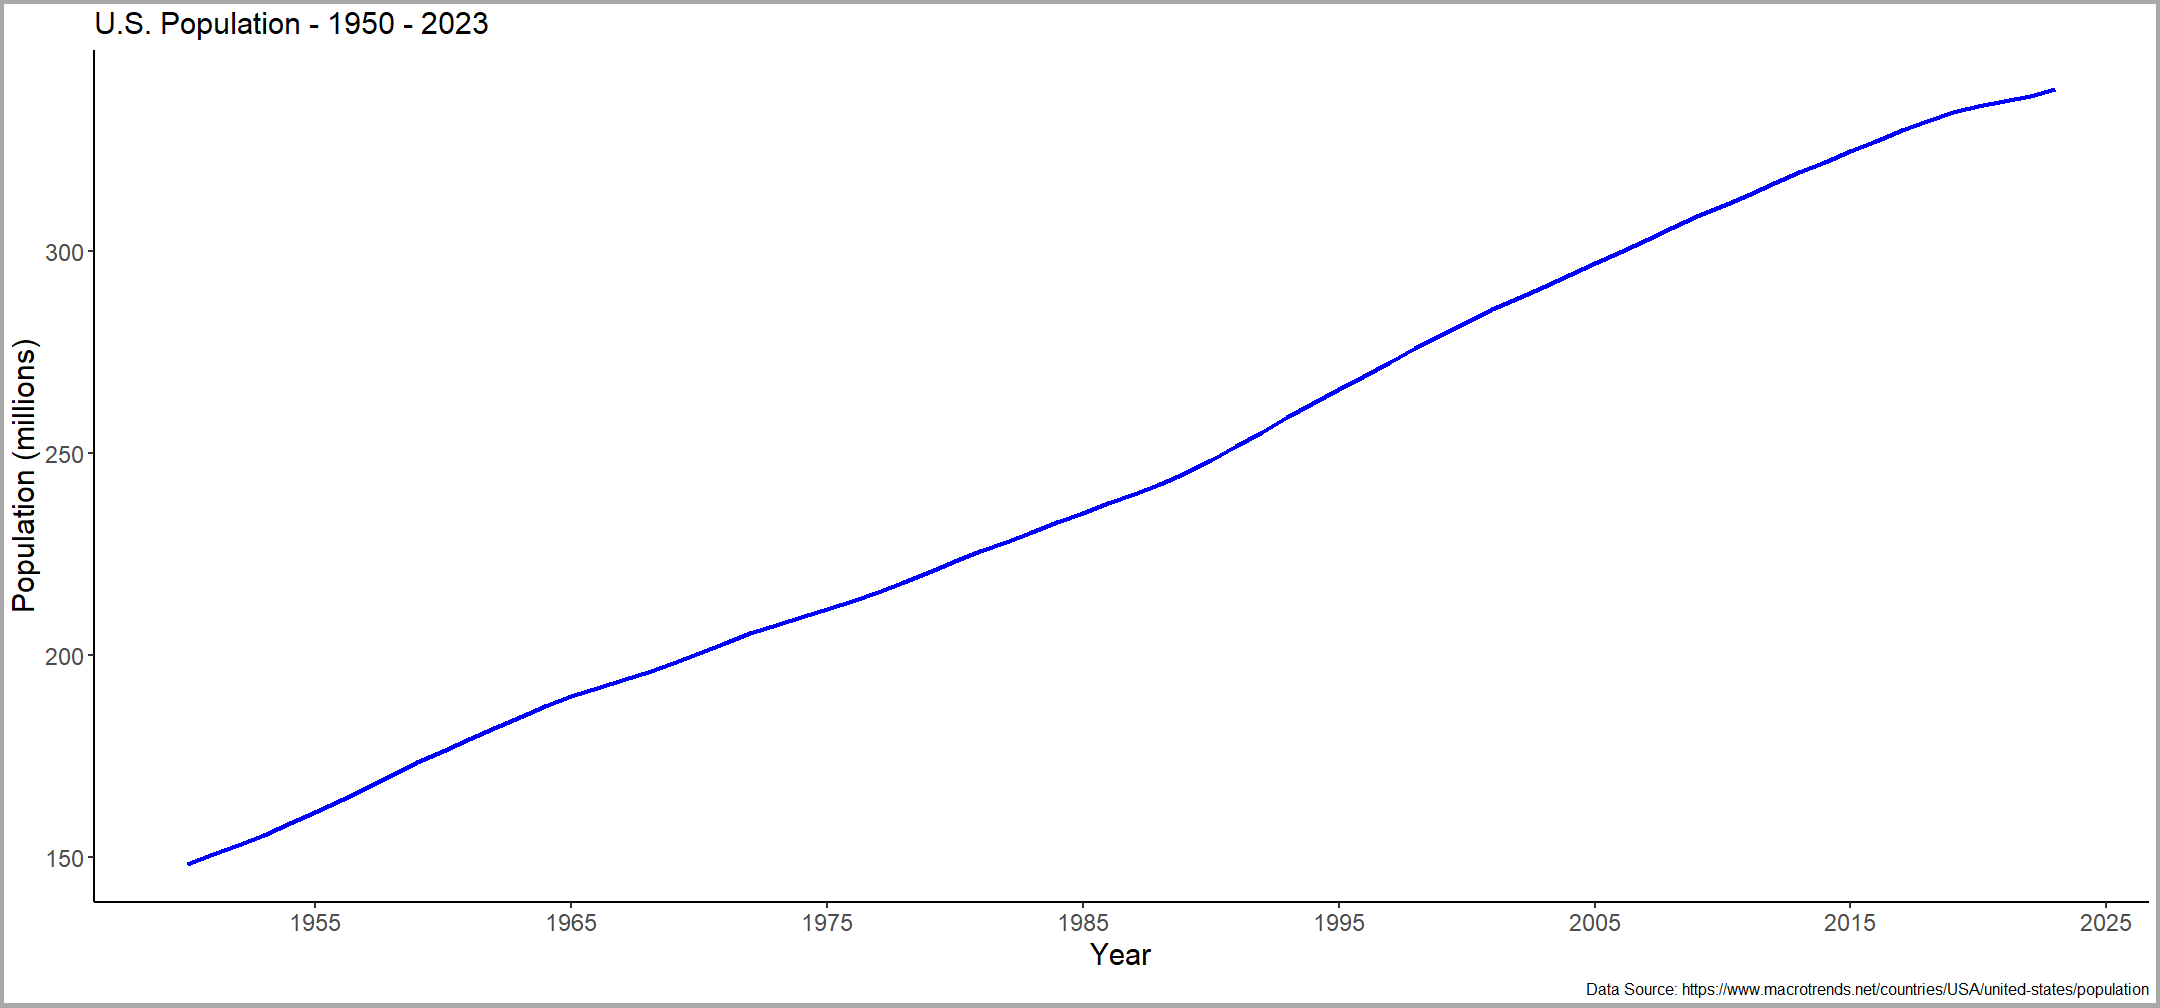 U.S. Population - 1950 - 2023
Population (millions)
300
250
200
150
1955 1965 1975 1985 1995 2005 2015 2025
Year
Data Source: https://www.macrotrends.net/countries/USA/united-states/population